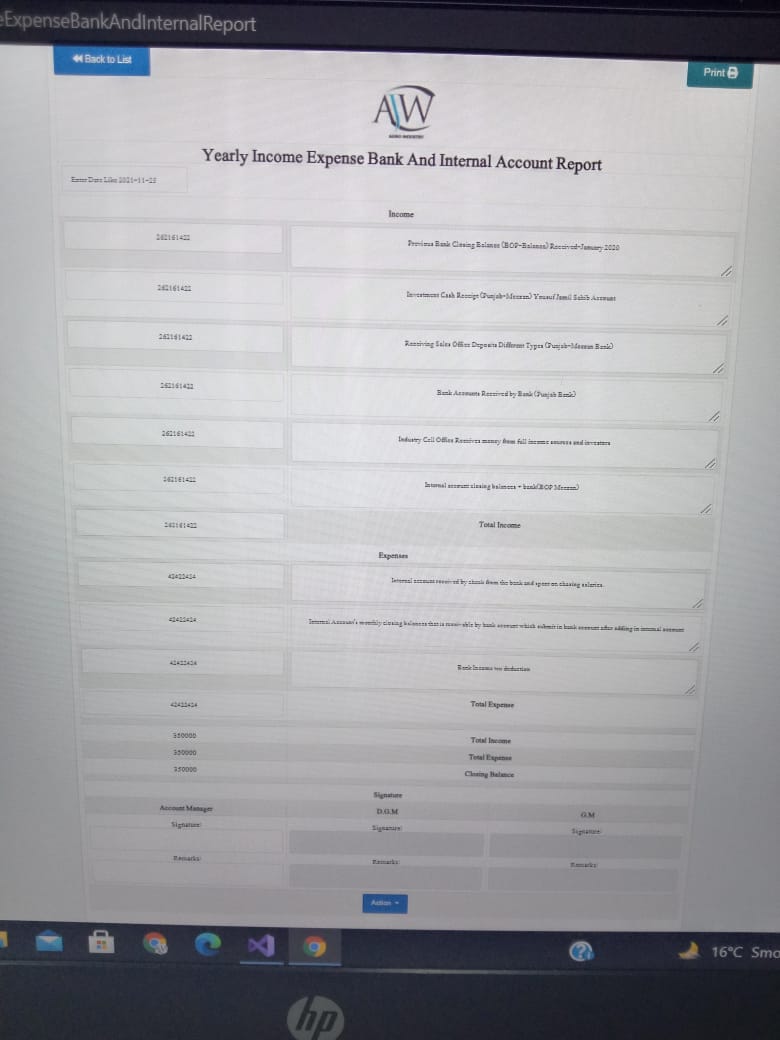 eExpenseBankAndInternalReport
Back to List
Print
AJW
AGRO INDUSTRY
Yearly Income Expense Bank And Internal Account Report
Enter Date Like 2021-11-25
Income
262161422 Previous Bank Closing Balance (BOP-Balance) Received-January 2020
262161422 Investment Cash Receipt (Punjab-Meezan) Yousuf Jamil Sahib Account
262161422 Receiving Sales Office Deposits Different Types (Punjab-Meezan Bank)
262161422 Bank Accounts Received by Bank (Punjab Bank)
262161422 Industry Cell Office Receives money from full income sources and investors
262161422 Internal account closing balances + bank(BOP Meezan)
262161422 Total Income
Expenses
42422424 Internal account received by cheak from the bank and spent on chasing salaries
42422424 Internal Account's monthly closing balances that is receivable by bank account which submit in bank account after adding in internal account
42422424 Bank Income tax deduction
42422424 Total Expense
350000 Total Income
350000 Total Expense
350000 Closing Balance
Signature
Account Manager D.G.M G.M
Signature: Signature: Signature:
Remarks: Remarks: Remarks:
Action
16°C Smo
hp